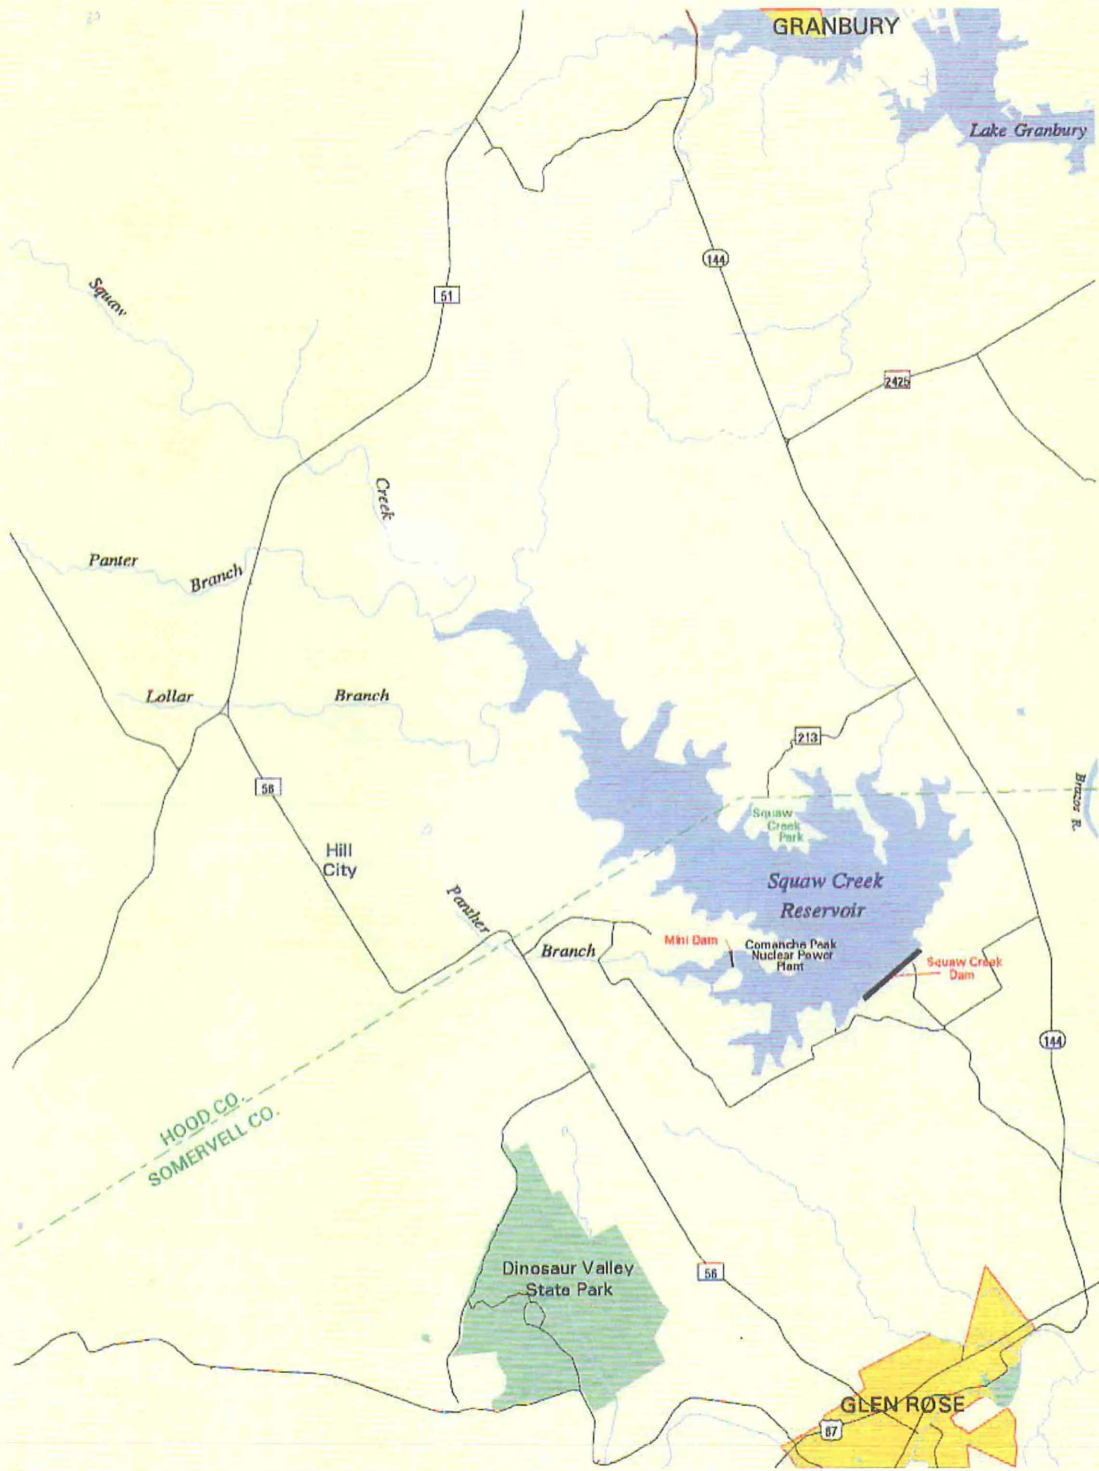 GRANBURY
Lake Granbury
144
Squaw
51
2425
Creek
Panter
Branch
Lollar
Branch
213
56
Brazos R.
Squaw
Creek
Park
Hill
City
Squaw Creek
Reservoir
Panther
Branch
Mini Dam
Comanche Peak
Nuclear Power
Plant
Squaw Creek
Dam
144
HOOD CO.
SOMERVELL CO.
Dinosaur Valley
State Park
56
GLEN ROSE
67